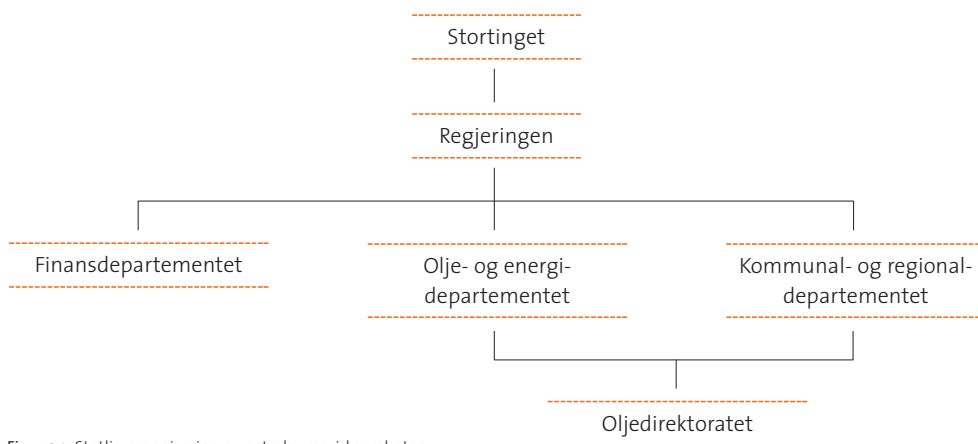 Stortinget
Regjeringen
Finansdepartementet
Olje- og energi-
departementet
Kommunal- og regional-
departementet
Oljedirektoratet